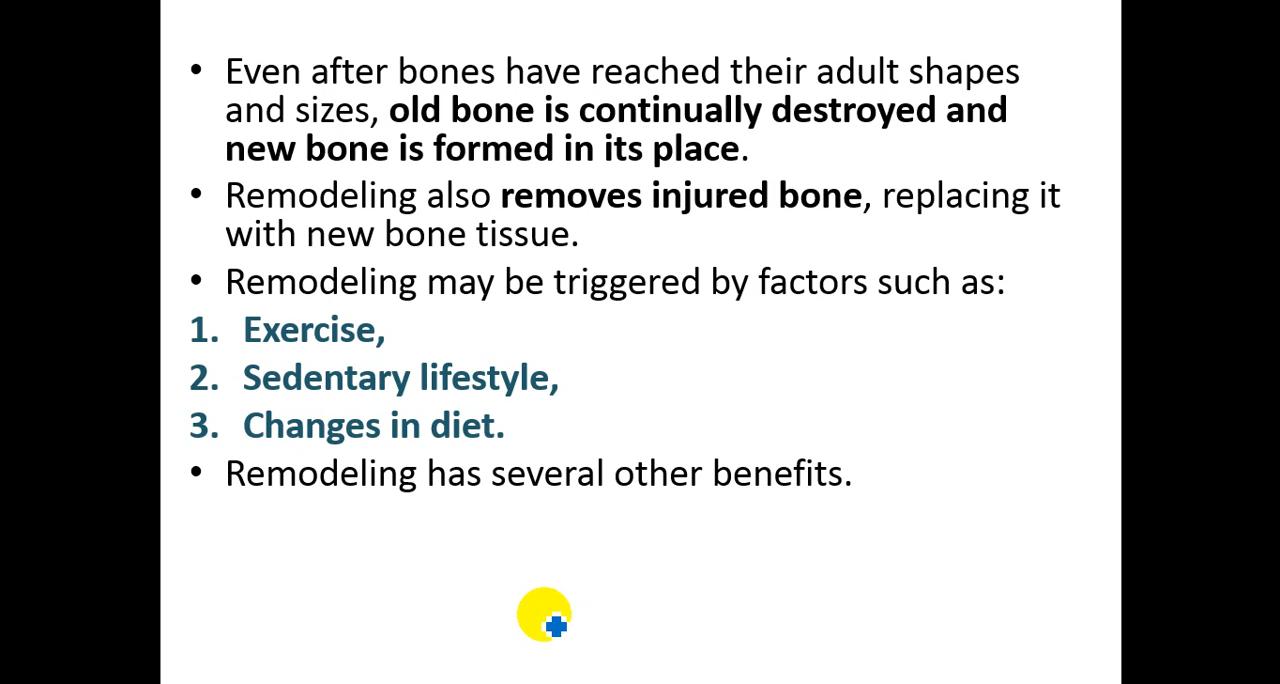 • Even after bones have reached their adult shapes
and sizes, old bone is continually destroyed and
new bone is formed in its place.
• Remodeling also removes injured bone, replacing it
with new bone tissue.
• Remodeling may be triggered by factors such as:
1. Exercise,
2. Sedentary lifestyle,
3. Changes in diet.
• Remodeling has several other benefits.